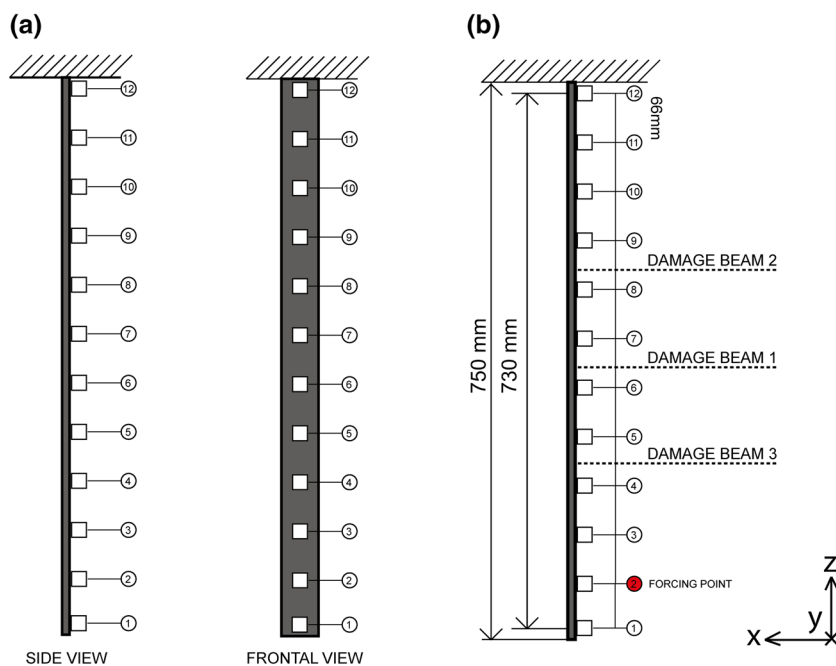 (a)
12
11
10
9
8
7
6
5
4
3
2
1
SIDE VIEW
12
11
10
9
8
7
6
5
4
3
2
1
FRONTAL VIEW
(b)
750 mm
730 mm
12
66mm
11
10
9
DAMAGE BEAM 2
8
7
DAMAGE BEAM 1
6
5
DAMAGE BEAM 3
4
3
2 FORCING POINT
1
z
y
x